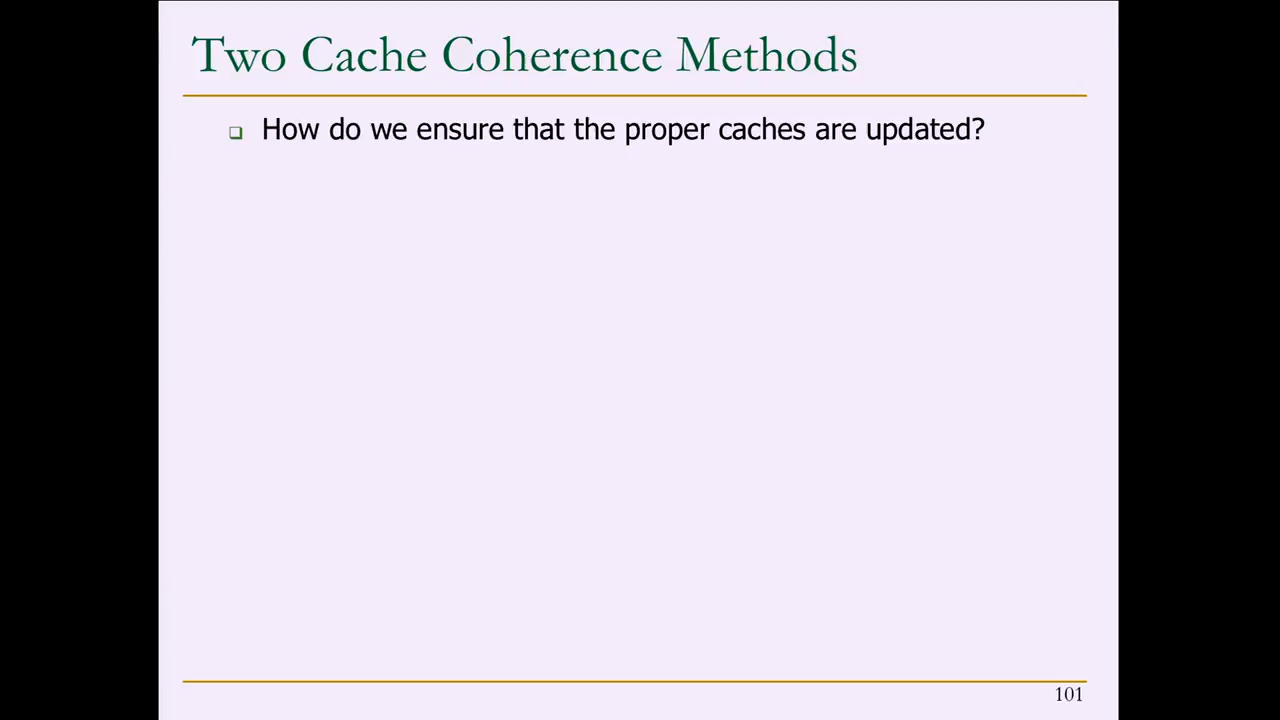 Two Cache Coherence Methods
How do we ensure that the proper caches are updated?
101